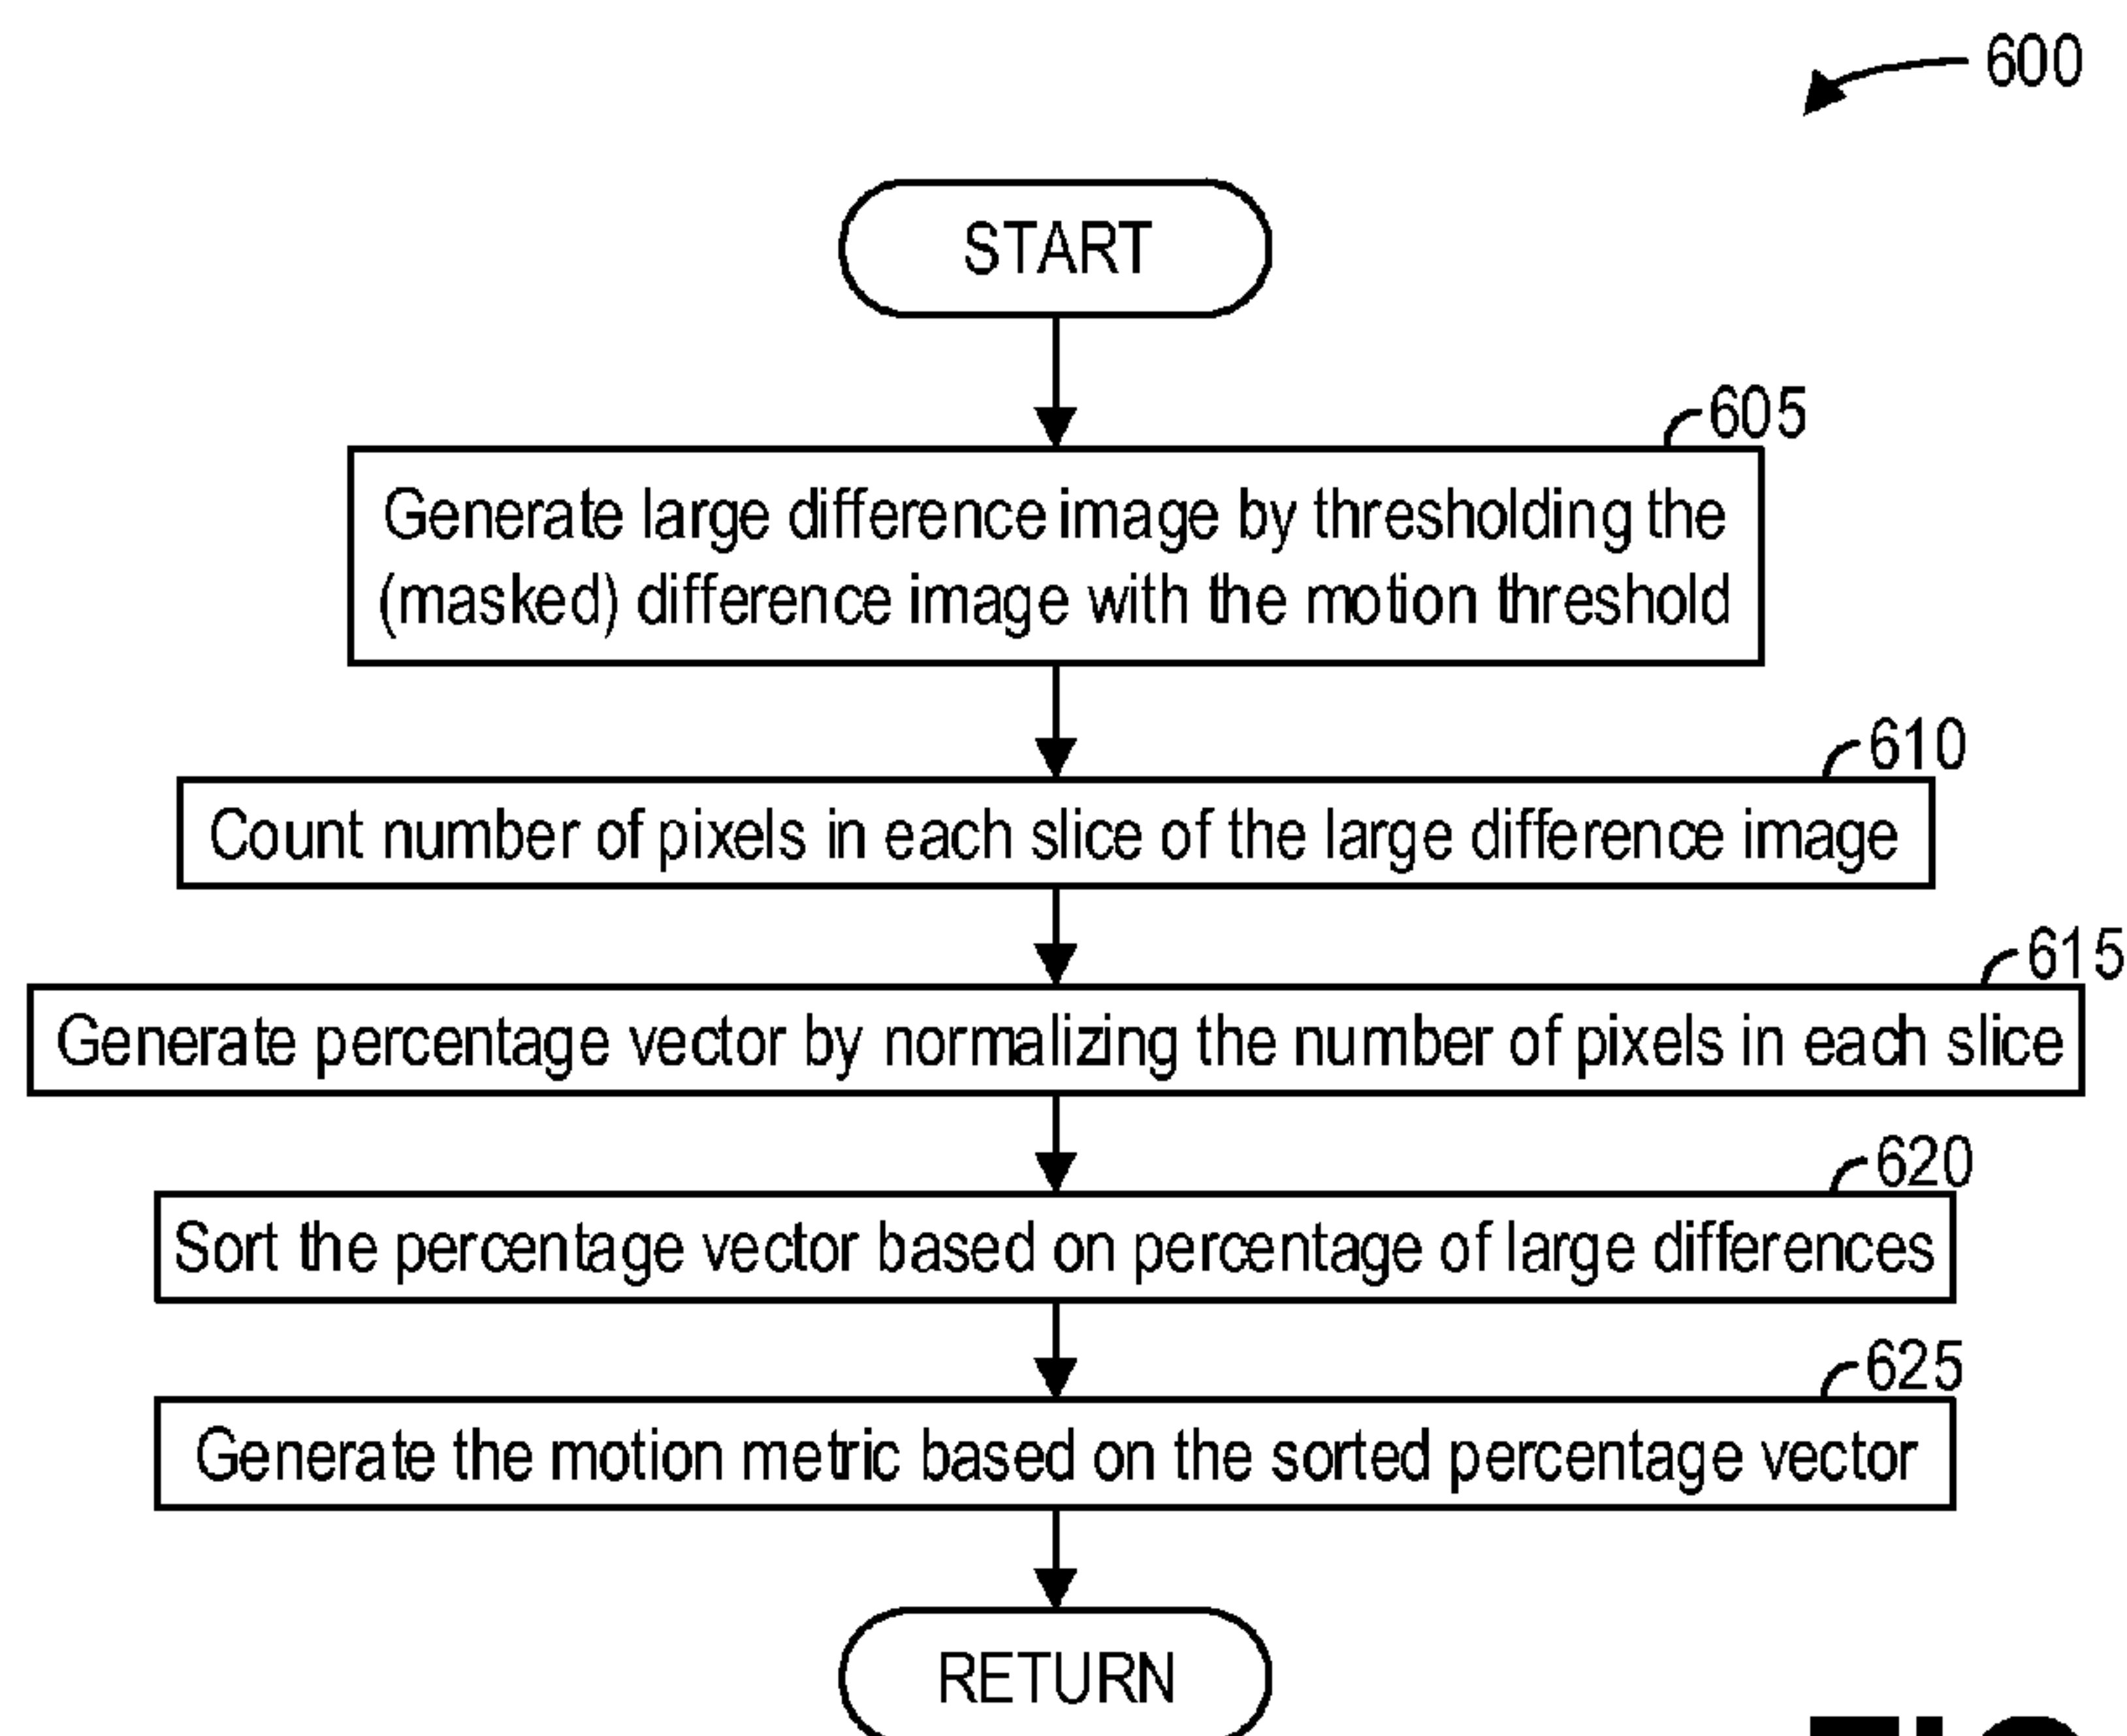 600
START
605
Generate large difference image by thresholding the
(masked) difference image with the motion threshold
610
Count number of pixels in each slice of the large difference image
615
Generate percentage vector by normalizing the number of pixels in each slice
620
Sort the percentage vector based on percentage of large differences
625
Generate the motion metric based on the sorted percentage vector
RETURN